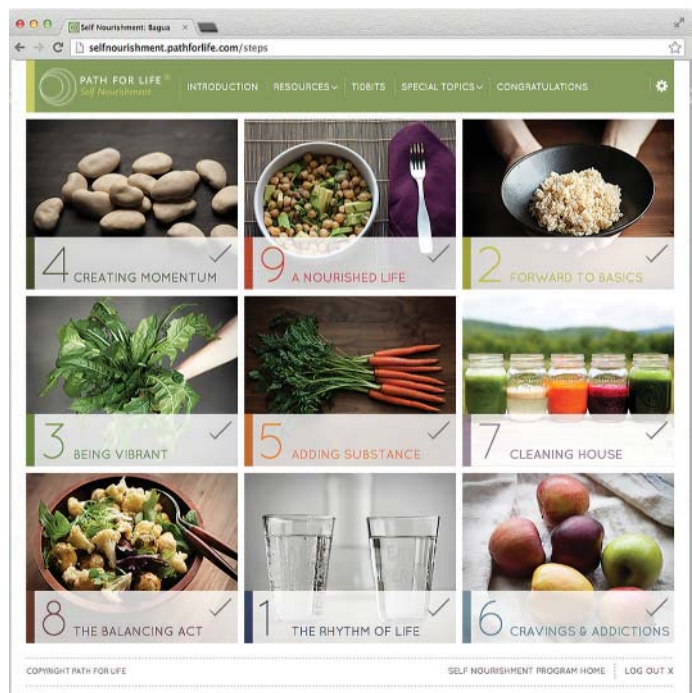 Self Nourishment: Bagua
selfnourishment.pathforlife.com/steps
PATH FOR LIFE®
Self Nourishment
INTRODUCTION RESOURCES TIDBITS SPECIAL TOPICS CONGRATULATIONS
4 CREATING MOMENTUM
9 A NOURISHED LIFE
2 FORWARD TO BASICS
3 BEING VIBRANT
5 ADDING SUBSTANCE
7 CLEANING HOUSE
8 THE BALANCING ACT
1 THE RHYTHM OF LIFE
6 CRAVINGS & ADDICTIONS
COPYRIGHT PATH FOR LIFE
SELF NOURISHMENT PROGRAM HOME
LOG OUT X